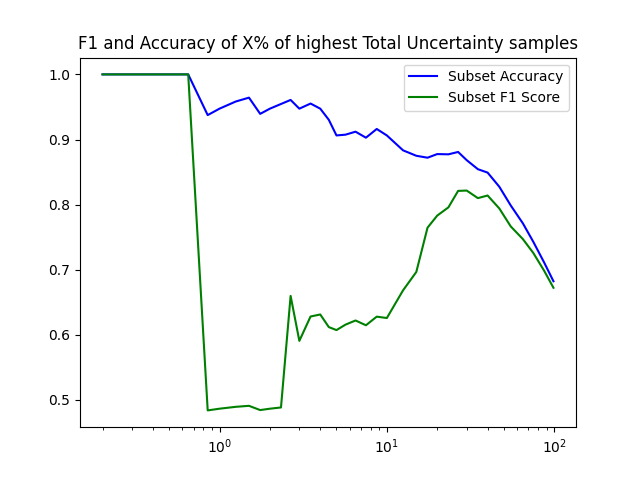 F1 and Accuracy of X% of highest Total Uncertainty samples
Subset Accuracy
Subset F1 Score
1.0
0.9
0.8
0.7
0.6
0.5
10⁰ 10¹ 10²